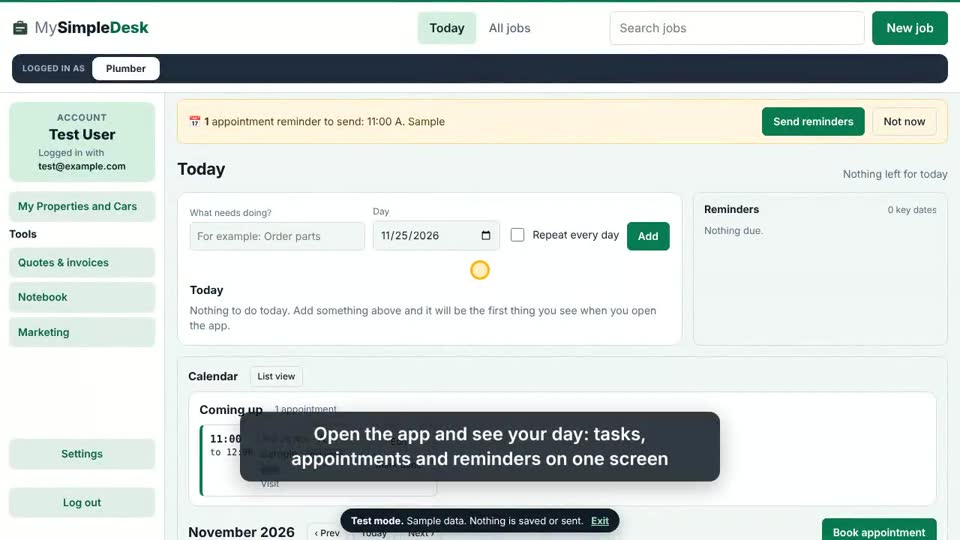 MySimpleDesk
Today
All jobs
Search jobs
New job
LOGGED IN AS
Plumber
ACCOUNT
Test User
Logged in with
test@example.com
My Properties and Cars
Tools
Quotes & invoices
Notebook
Marketing
Settings
Log out
1 appointment reminder to send: 11:00 A. Sample
Send reminders
Not now
Today
Nothing left for today
What needs doing?
For example: Order parts
Day
11/25/2026
Repeat every day
Add
Today
Nothing to do today. Add something above and it will be the first thing you see when you open
the app.
Reminders
0 key dates
Nothing due.
Calendar
List view
Coming up
1 appointment
11:00
to 12:
Visit
Open the app and see your day: tasks,
appointments and reminders on one screen
November 2026
‹ Prev
Today
Next ›
Book appointment
Test mode. Sample data. Nothing is saved or sent. Exit